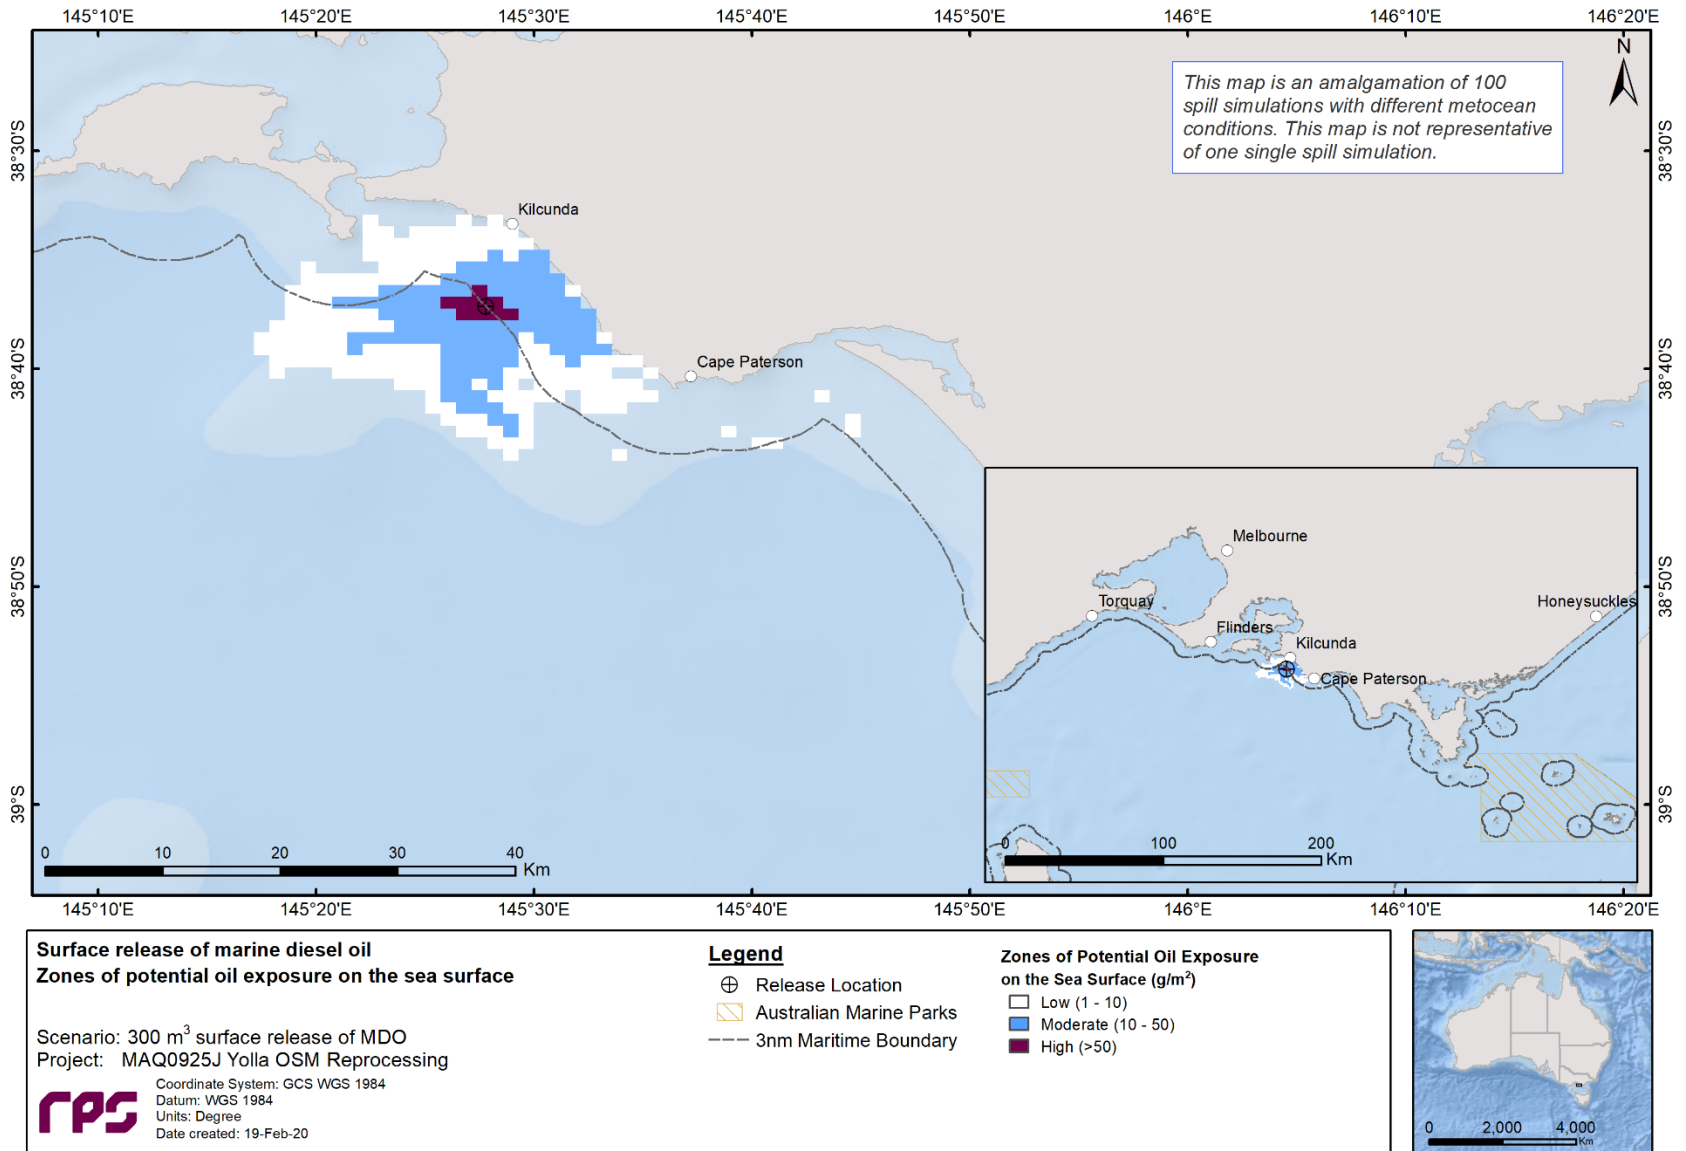 145°10'E 145°20'E 145°30'E 145°40'E 145°50'E 146°E 146°10'E 146°20'E
N
This map is an amalgamation of 100
spill simulations with different metocean
conditions. This map is not representative
of one single spill simulation.
38°30'S 38°30'S
Kilcunda
38°40'S 38°40'S
Cape Paterson
38°50'S 38°50'S
Melbourne
Torquay
Honeysuckles
Flinders
Kilcunda
Cape Paterson
39°S 39°S
0 100 200
Km
0 10 20 30 40
Km
145°10'E 145°20'E 145°30'E 145°40'E 145°50'E 146°E 146°10'E 146°20'E
Surface release of marine diesel oil
Zones of potential oil exposure on the sea surface
Scenario: 300 m³ surface release of MDO
Project: MAQ0925J Yolla OSM Reprocessing
rps
Coordinate System: GCS WGS 1984
Datum: WGS 1984
Units: Degree
Date created: 19-Feb-20
Legend
Release Location
Australian Marine Parks
3nm Maritime Boundary
Zones of Potential Oil Exposure
on the Sea Surface (g/m²)
Low (1 - 10)
Moderate (10 - 50)
High (>50)
0 2,000 4,000
Km